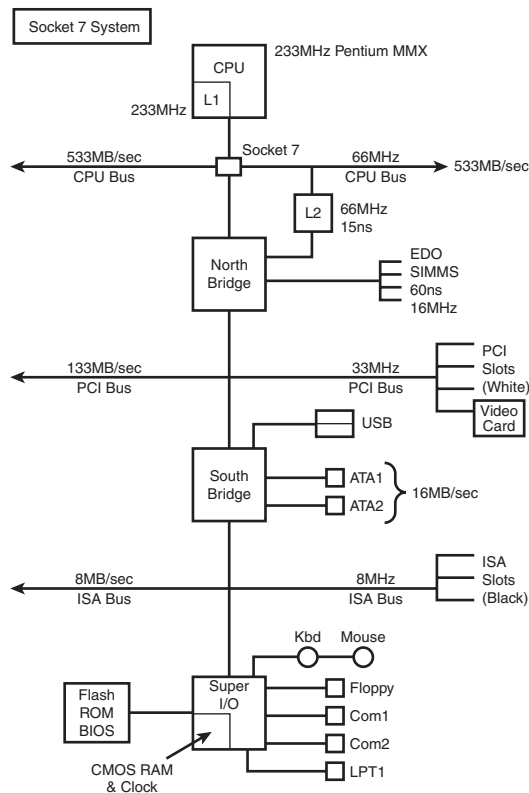 Socket 7 System
CPU
233MHz Pentium MMX
L1
233MHz
Socket 7
533MB/sec
CPU Bus
66MHz
CPU Bus
533MB/sec
L2
66MHz
15ns
North
Bridge
EDO
SIMMS
60ns
16MHz
133MB/sec
PCI Bus
33MHz
PCI Bus
PCI
Slots
(White)
Video
Card
USB
South
Bridge
ATA1
ATA2
16MB/sec
8MB/sec
ISA Bus
8MHz
ISA Bus
ISA
Slots
(Black)
Kbd
Mouse
Super
I/O
Flash
ROM
BIOS
Floppy
Com1
Com2
LPT1
CMOS RAM
& Clock